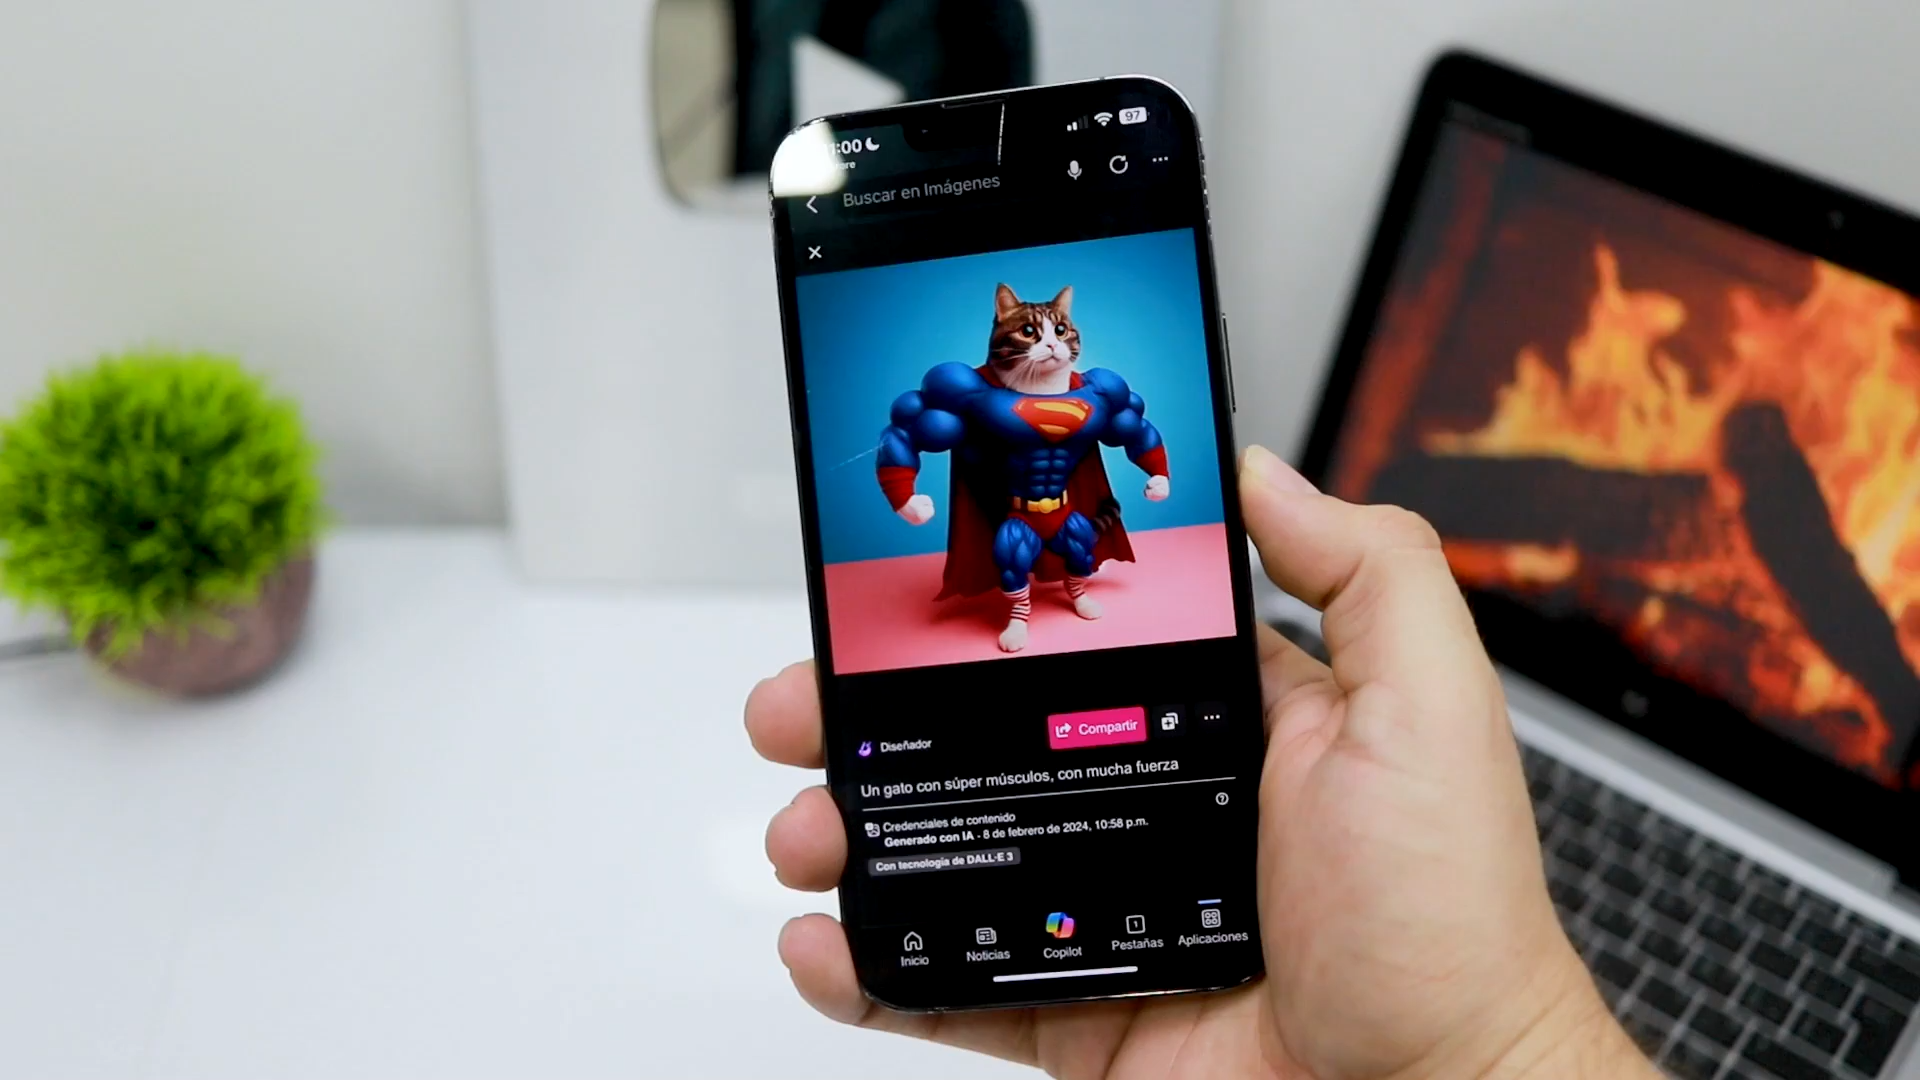 :00
97
Buscar en Imágenes
Diseñador
Compartir
Un gato con súper músculos, con mucha fuerza
Credenciales de contenido
Generado con IA - 8 de febrero de 2024, 10:58 p.m.
Con tecnología de DALL·E 3
Inicio
Noticias
Copilot
1
Pestañas
Aplicaciones